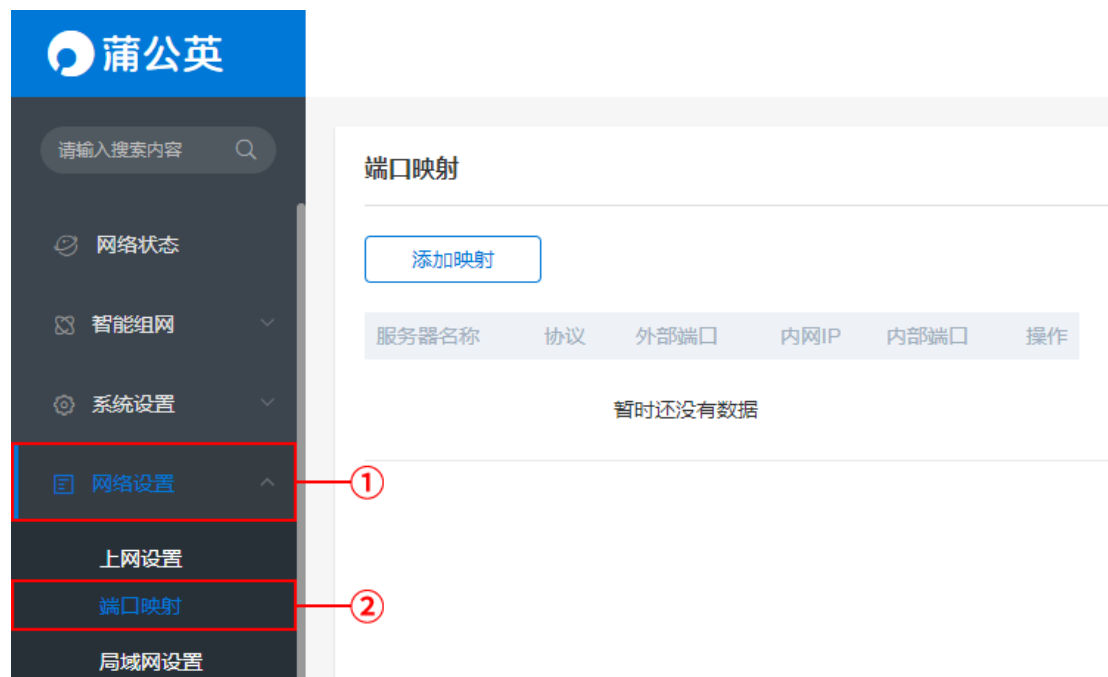 蒲公英
请输入搜索内容
网络状态
智能组网
系统设置
网络设置
上网设置
端口映射
局域网设置
端口映射
添加映射
服务器名称 协议 外部端口 内网IP 内部端口 操作
暂时还没有数据
①
②